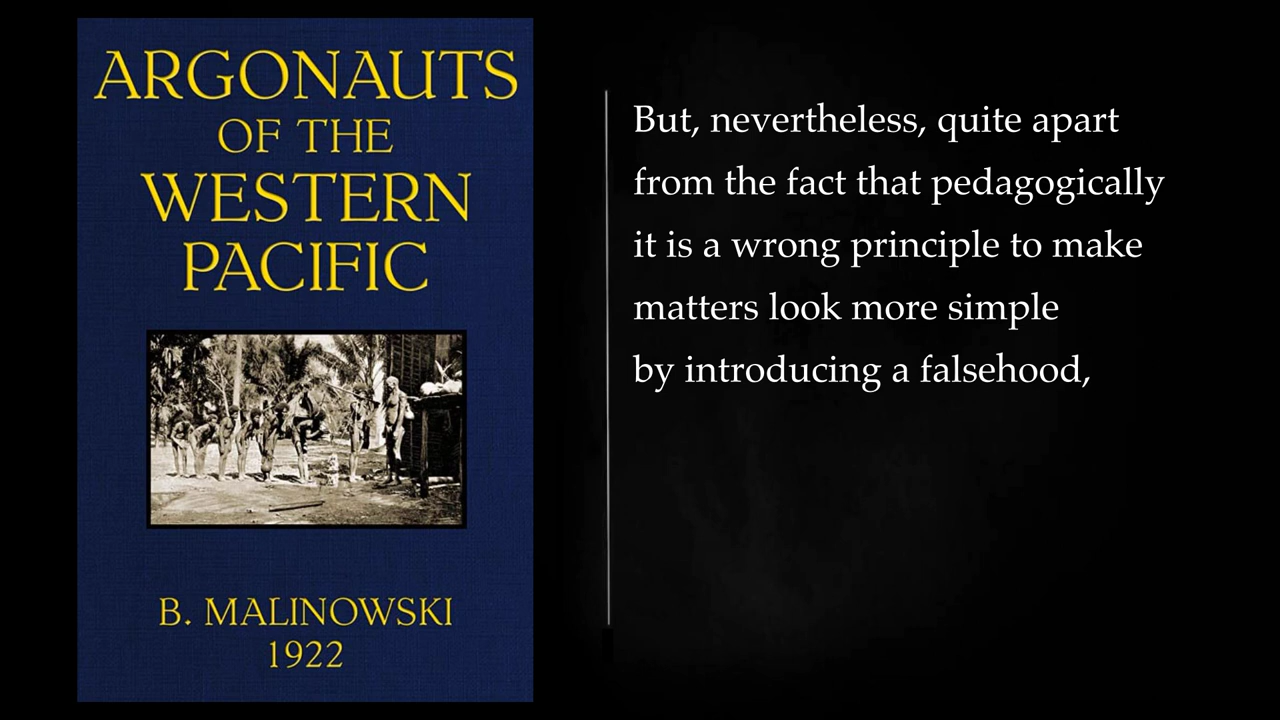 ARGONAUTS
OF THE
WESTERN
PACIFIC
B. MALINOWSKI
1922
But, nevertheless, quite apart
from the fact that pedagogically
it is a wrong principle to make
matters look more simple
by introducing a falsehood,